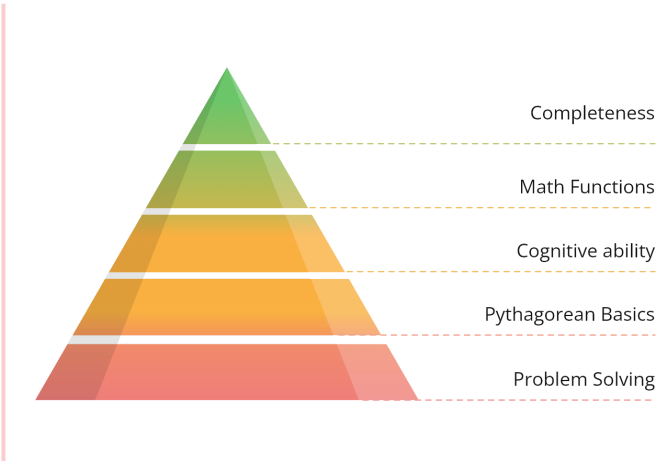 Completeness
Math Functions
Cognitive ability
Pythagorean Basics
Problem Solving